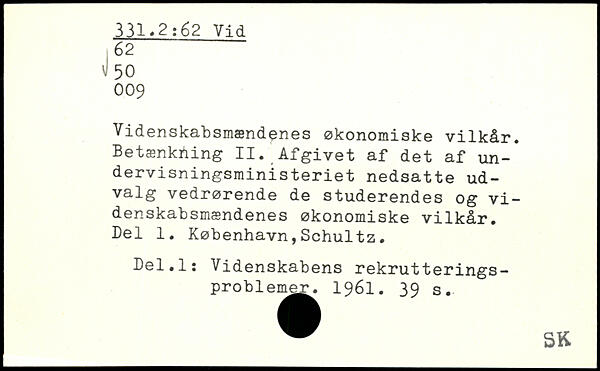 331.2:62 Vid
62
50
009
Videnskabsmændenes økonomiske vilkår.
Betænkning II. Afgivet af det af un-
dervisningsministeriet nedsatte ud-
valg vedrørende de studerendes og vi-
denskabsmændenes økonomiske vilkår.
Del 1. København,Schultz.
Del.1: Videnskabens rekrutterings-
problemer. 1961. 39 s.
SK